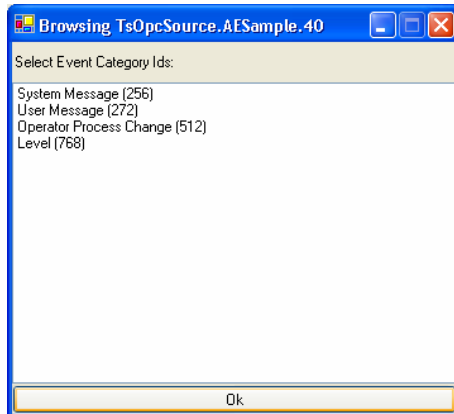 Browsing TsOpcSource.AESample.40
Select Event Category Ids:
System Message (256)
User Message (272)
Operator Process Change (512)
Level (768)
Ok